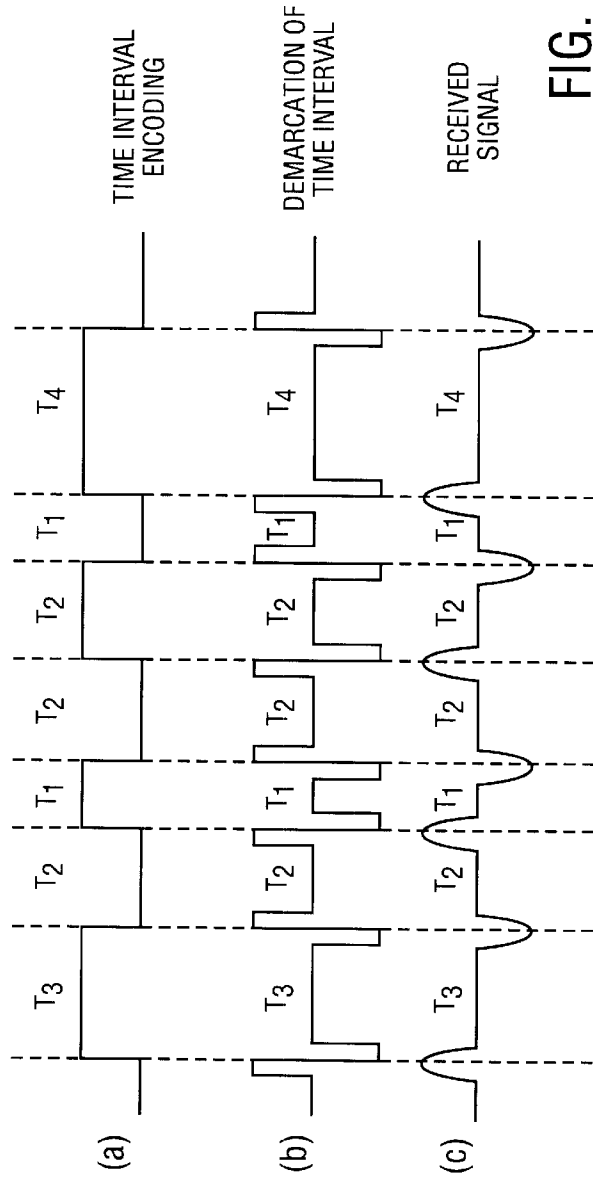 (a) T3 T2 T1 T2 T2 T1 T4 TIME INTERVAL
ENCODING
(b) T3 T2 T1 T2 T2 T1 T4 DEMARCATION OF
TIME INTERVAL
(c) T3 T2 T1 T2 T2 T1 T4 RECEIVED
SIGNAL
FIG.